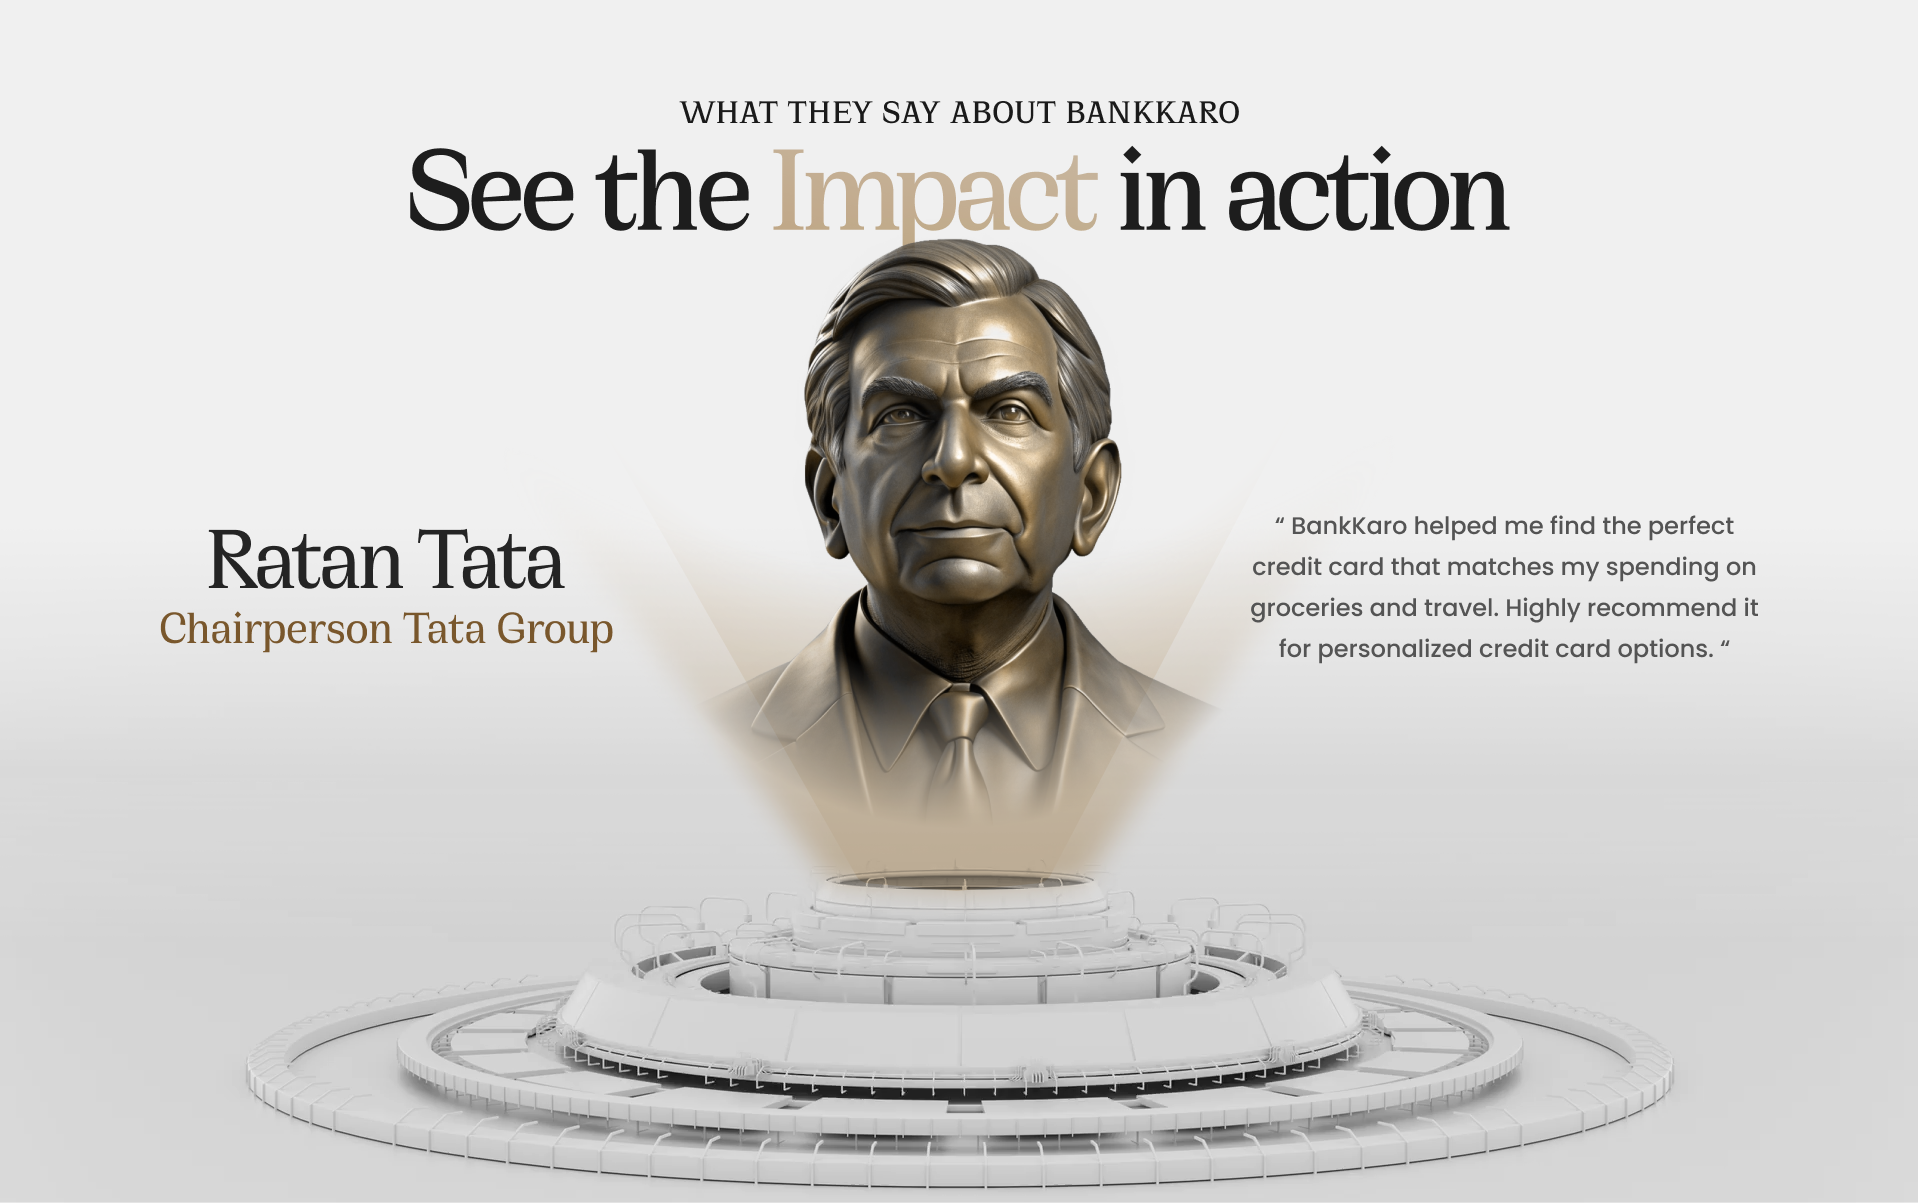 WHAT THEY SAY ABOUT BANKKARO
See the Impact in action
Ratan Tata
Chairperson Tata Group
“ BankKaro helped me find the perfect
credit card that matches my spending on
groceries and travel. Highly recommend it
for personalized credit card options. “